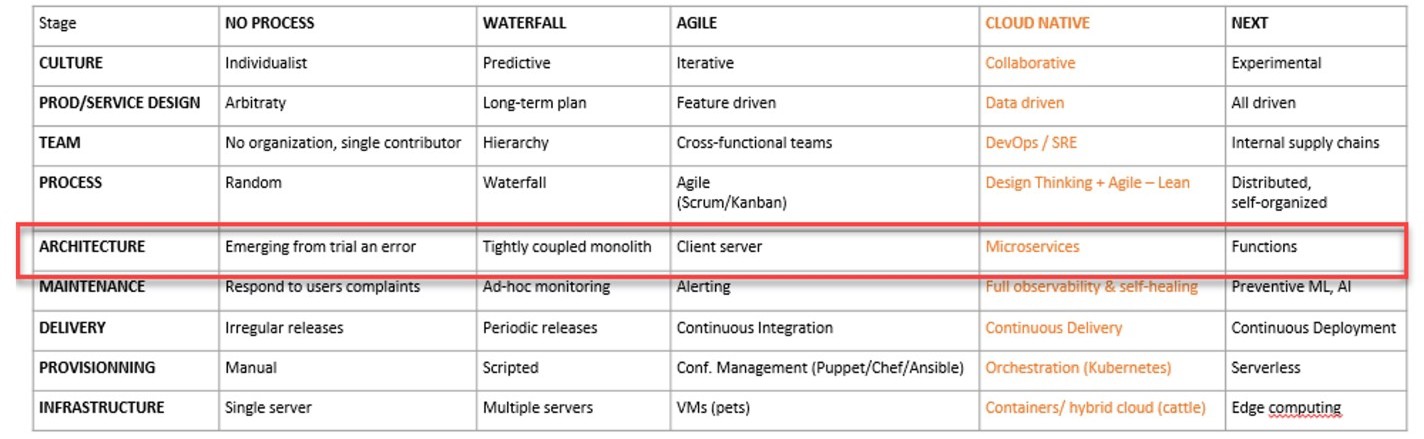 Stage NO PROCESS WATERFALL AGILE CLOUD NATIVE NEXT
CULTURE Individualist Predictive Iterative Collaborative Experimental
PROD/SERVICE DESIGN Arbitraty Long-term plan Feature driven Data driven All driven
TEAM No organization, single contributor Hierarchy Cross-functional teams DevOps / SRE Internal supply chains
PROCESS Random Waterfall Agile Design Thinking + Agile – Lean Distributed,
(Scrum/Kanban) self-organized
ARCHITECTURE Emerging from trial an error Tightly coupled monolith Client server Microservices Functions
MAINTENANCE Respond to users complaints Ad-hoc monitoring Alerting Full observability & self-healing Preventive ML, AI
DELIVERY Irregular releases Periodic releases Continuous Integration Continuous Delivery Continuous Deployment
PROVISIONNING Manual Scripted Conf. Management (Puppet/Chef/Ansible) Orchestration (Kubernetes) Serverless
INFRASTRUCTURE Single server Multiple servers VMs (pets) Containers/ hybrid cloud (cattle) Edge computing